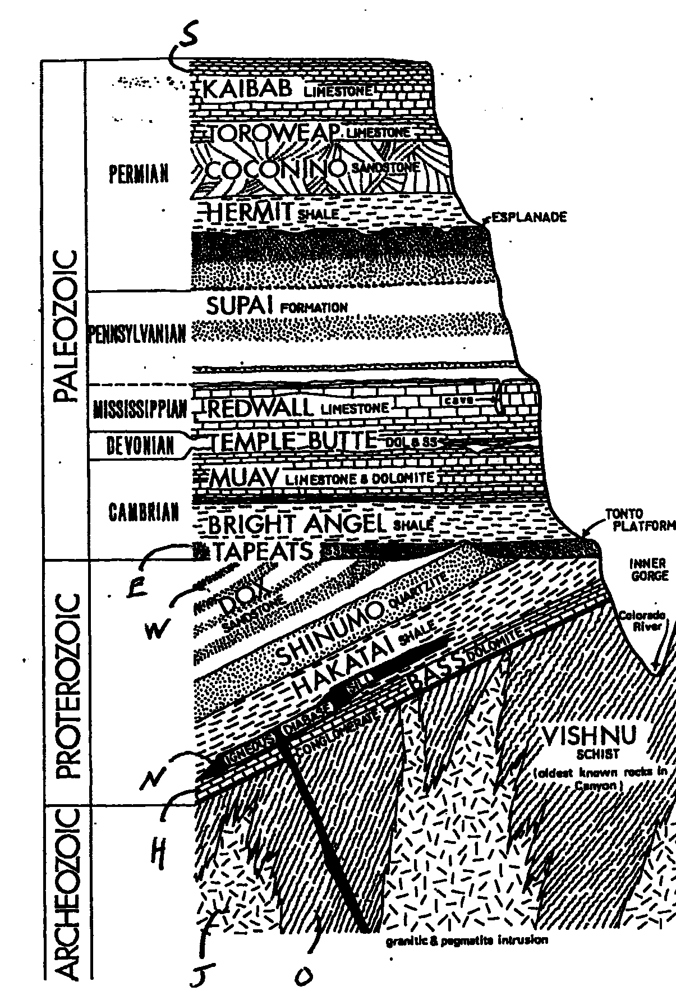 S
KAIBAB LIMESTONE
TOROWEAP LIMESTONE
COCONINO SANDSTONE
PERMIAN
HERMIT SHALE
ESPLANADE
PALEOZOIC
SUPAI FORMATION
PENNSYLVANIAN
MISSISSIPPIAN
REDWALL LIMESTONE
cave
DEVONIAN
TEMPLE BUTTE DOL & SS
MUAV LIMESTONE & DOLOMITE
CAMBRIAN
BRIGHT ANGEL SHALE
TONTO
PLATFORM
TAPEATS SS
E
INNER
GORGE
W
DOX
SANDSTONE
SHINUMO QUARTZITE
HAKATAI SHALE
Colorado
River
PROTEROZOIC
IGNEOUS DIABASE SILL
BASS DOLOMITE
CONGLOMERATE
N
H
VISHNU
SCHIST
(oldest known rocks in
Canyon)
ARCHEOZOIC
granitic & pegmatite intrusion
J
O